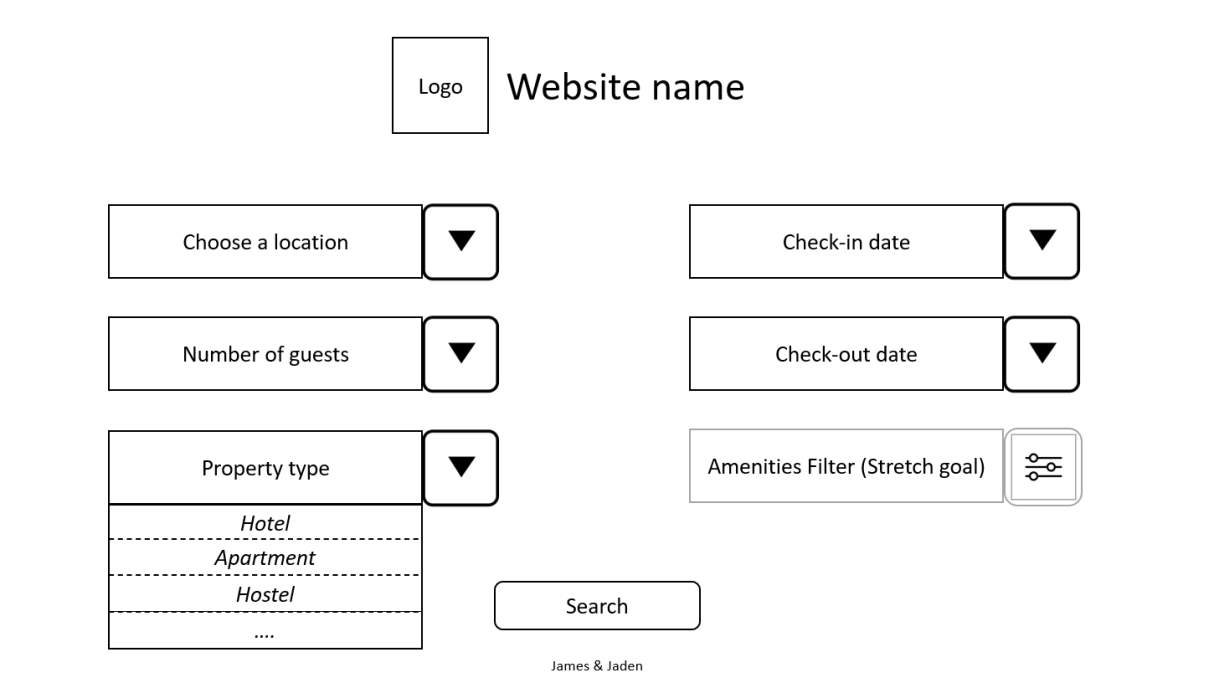 Logo
Website name
Choose a location
Check-in date
Number of guests
Check-out date
Property type
Amenities Filter (Stretch goal)
Hotel
Apartment
Hostel
....
Search
James & Jaden